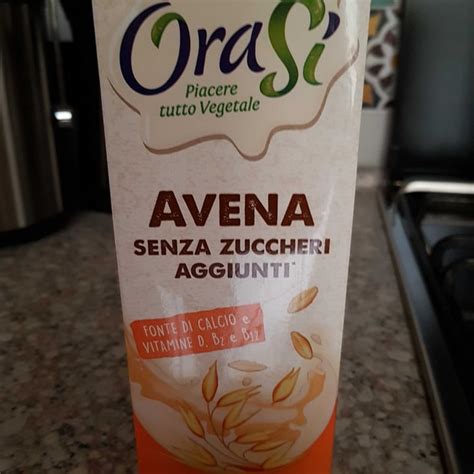 OraSì
Piacere
tutto Vegetale
AVENA
SENZA ZUCCHERI
AGGIUNTI*
FONTE DI CALCIO e
VITAMINE D, B2 e B12